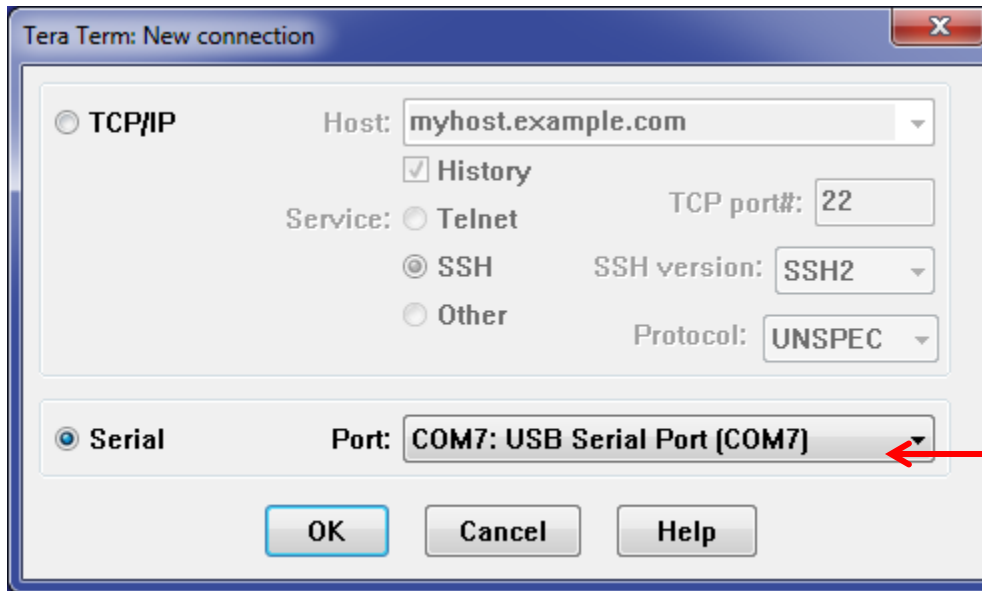 Tera Term: New connection
TCP/IP Host: myhost.example.com
History
Service: Telnet TCP port#: 22
SSH SSH version: SSH2
Other Protocol: UNSPEC
Serial Port: COM7: USB Serial Port (COM7)
OK Cancel Help